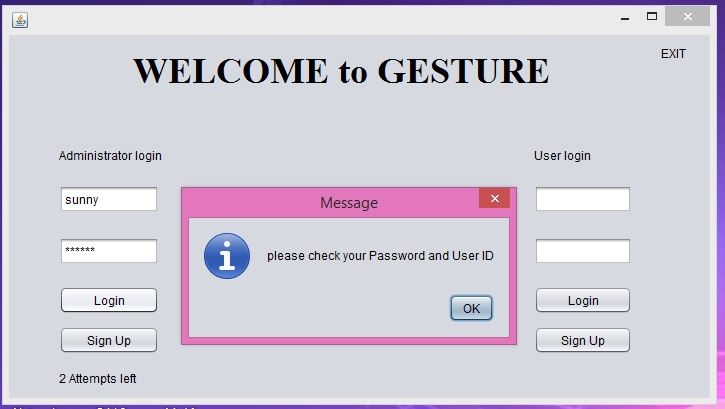 EXIT
WELCOME to GESTURE
Administrator login
User login
sunny
******
Message
please check your Password and User ID
OK
Login
Login
Sign Up
Sign Up
2 Attempts left